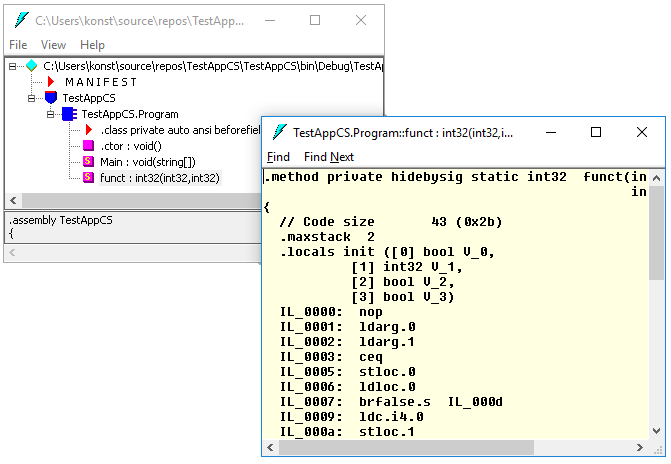 C:\Users\konst\source\repos\TestApp...
File View Help
C:\Users\konst\source\repos\TestAppCS\TestAppCS\bin\Debug\TestA
MANIFEST
TestAppCS
TestAppCS.Program
.class private auto ansi beforefiel
.ctor : void()
Main : void(string[])
funct : int32(int32,int32)
.assembly TestAppCS
{
TestAppCS.Program::funct : int32(int32,i...
Find Find Next
.method private hidebysig static int32  funct(in
in
{
// Code size       43 (0x2b)
.maxstack  2
.locals init ([0] bool V_0,
[1] int32 V_1,
[2] bool V_2,
[3] bool V_3)
IL_0000:  nop
IL_0001:  ldarg.0
IL_0002:  ldarg.1
IL_0003:  ceq
IL_0005:  stloc.0
IL_0006:  ldloc.0
IL_0007:  brfalse.s  IL_000d
IL_0009:  ldc.i4.0
IL_000a:  stloc.1